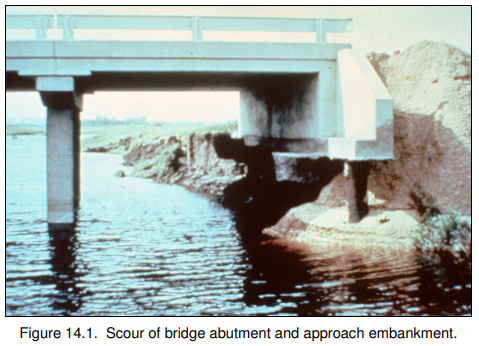 Figure 14.1. Scour of bridge abutment and approach embankment.